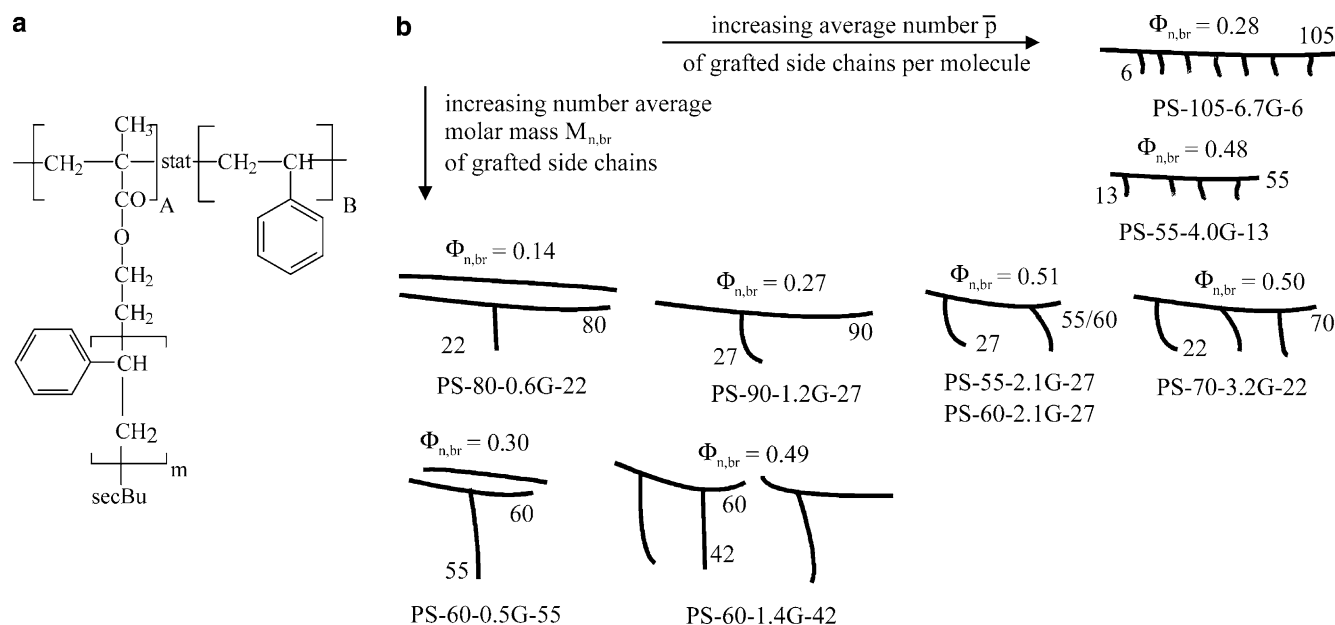 a
CH3
CH2
C
stat
CH2
CH
CO
A
B
O
CH2
CH2
CH
CH2
m
secBu
b
increasing average number p̅
of grafted side chains per molecule
increasing number average
molar mass Mn,br
of grafted side chains
Φn,br = 0.28
105
6
PS-105-6.7G-6
Φn,br = 0.48
55
13
PS-55-4.0G-13
Φn,br = 0.14
80
22
PS-80-0.6G-22
Φn,br = 0.27
90
27
PS-90-1.2G-27
Φn,br = 0.51
55/60
27
PS-55-2.1G-27
PS-60-2.1G-27
Φn,br = 0.50
70
22
PS-70-3.2G-22
Φn,br = 0.30
60
55
PS-60-0.5G-55
Φn,br = 0.49
60
42
PS-60-1.4G-42